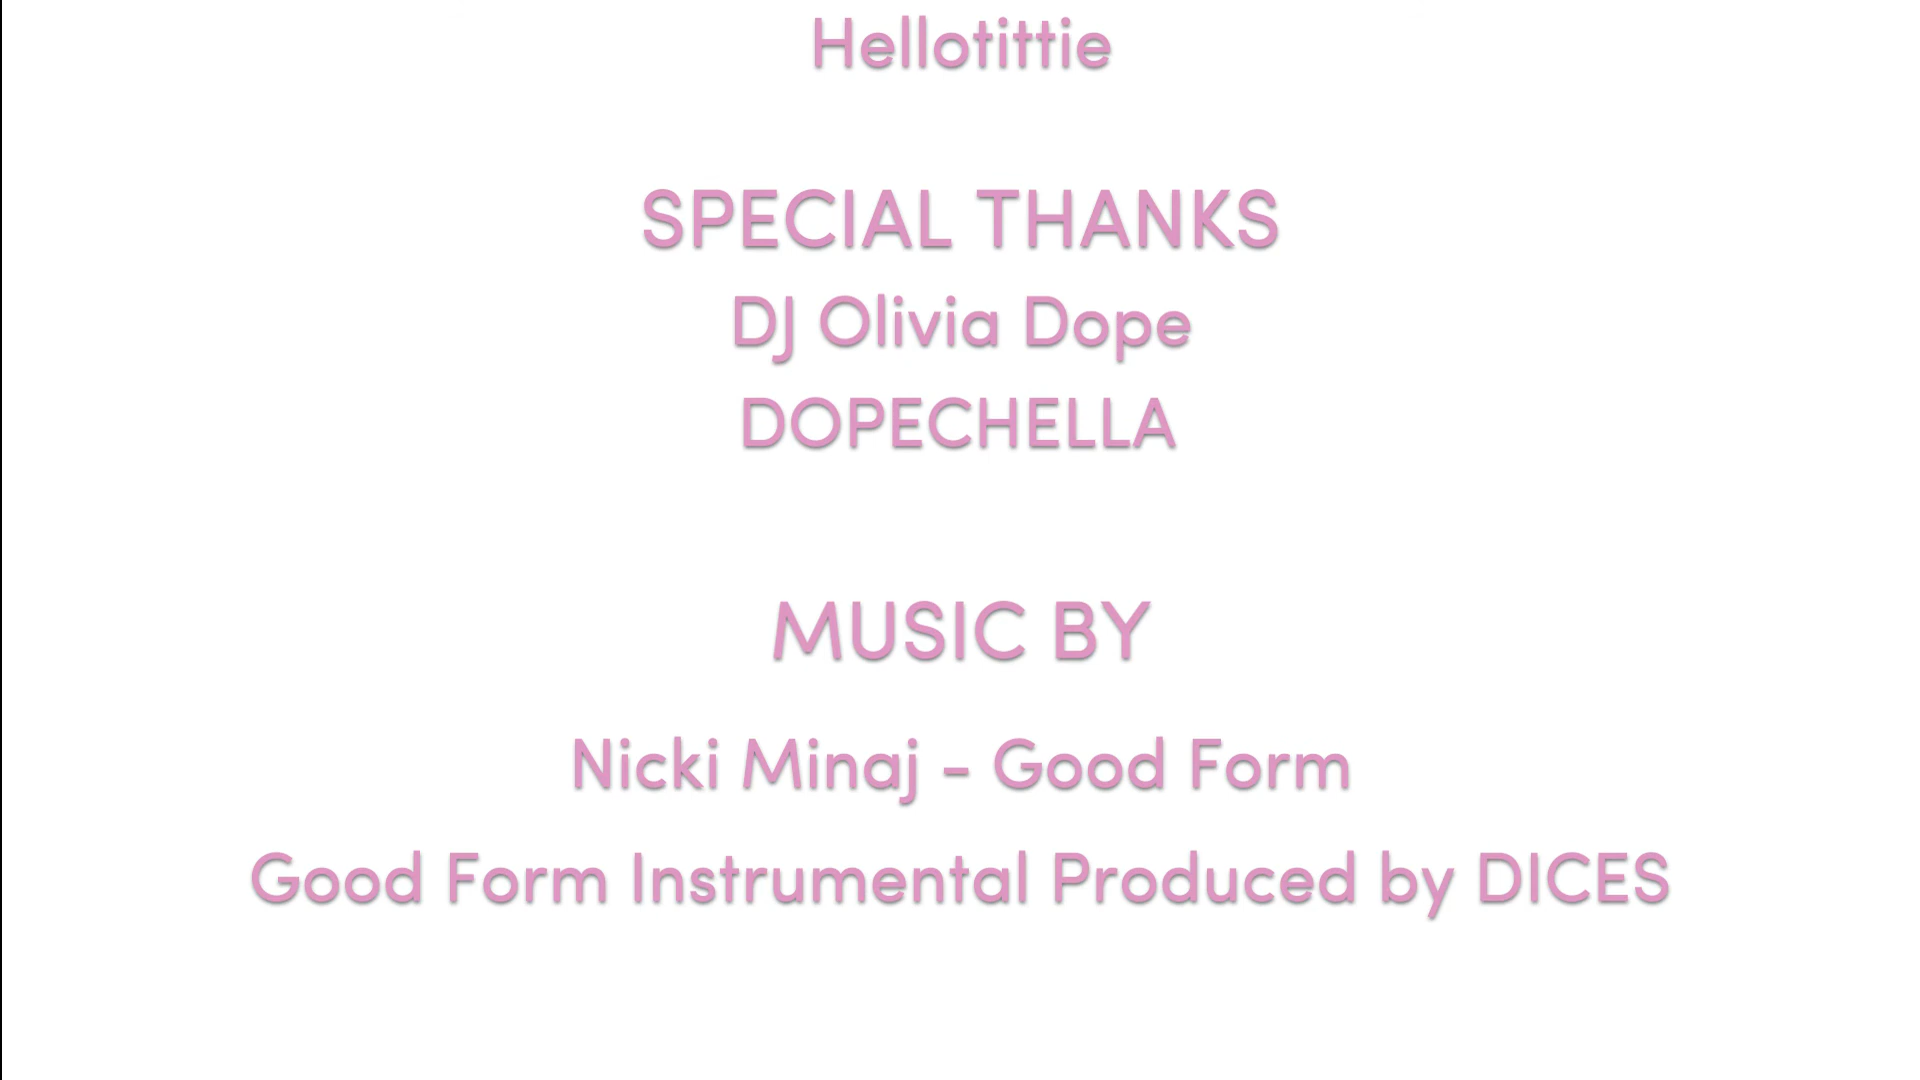 Hellotittie
SPECIAL THANKS
DJ Olivia Dope
DOPECHELLA
MUSIC BY
Nicki Minaj - Good Form
Good Form Instrumental Produced by DICES